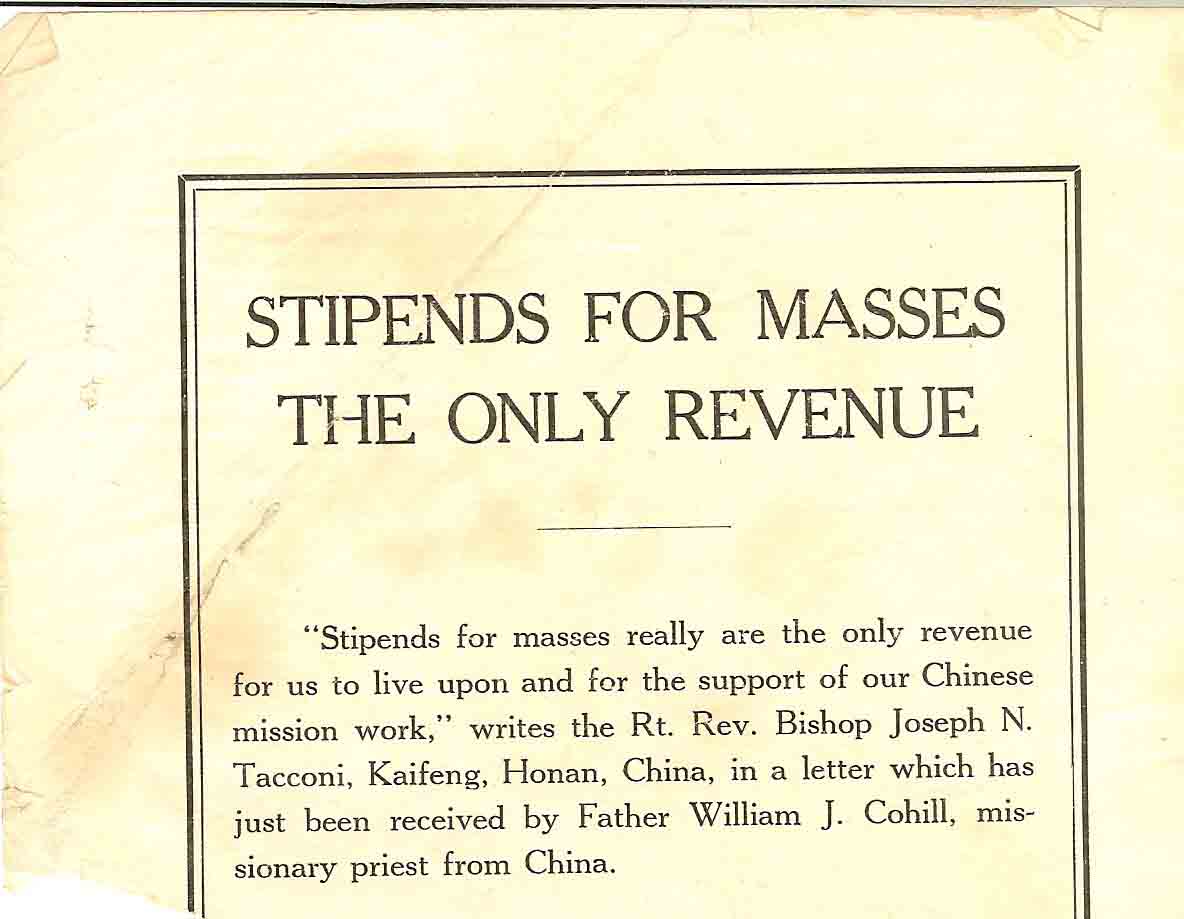 STIPENDS FOR MASSES
THE ONLY REVENUE
“Stipends for masses really are the only revenue
for us to live upon and for the support of our Chinese
mission work,” writes the Rt. Rev. Bishop Joseph N.
Tacconi, Kaifeng, Honan, China, in a letter which has
just been received by Father William J. Cohill, mis-
sionary priest from China.